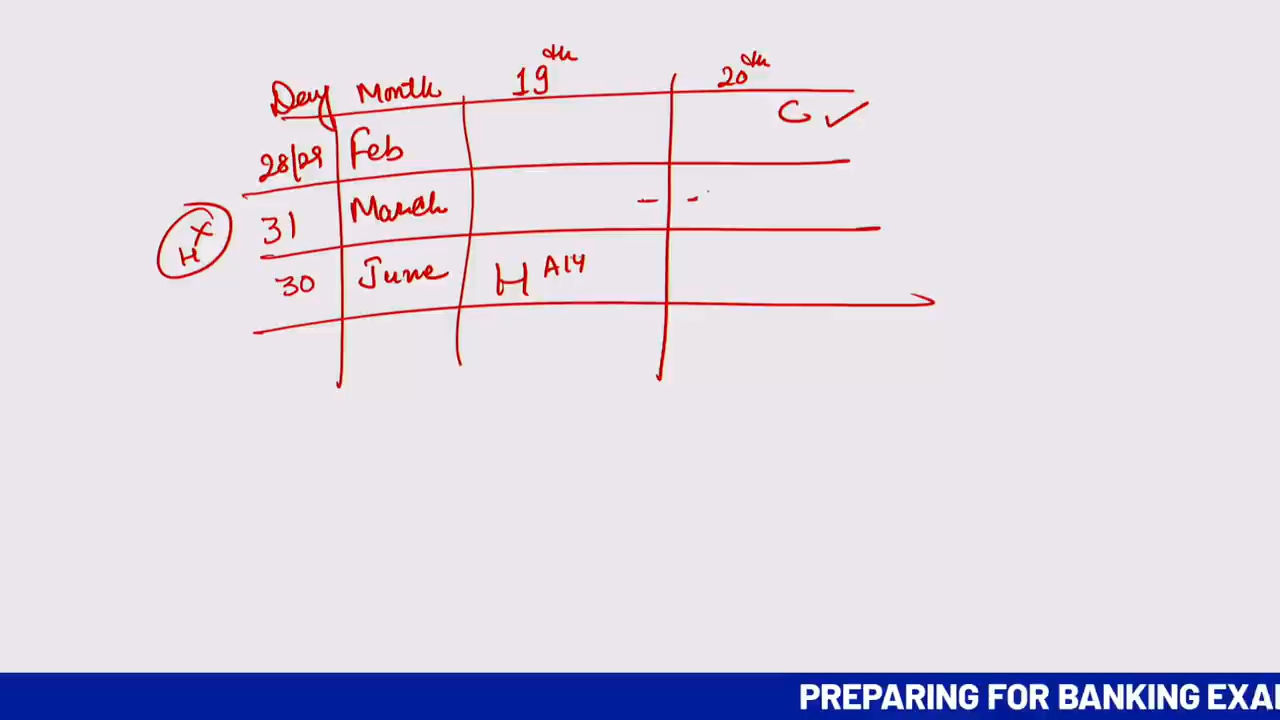 Day Month 19th 20th
28/29 Feb G ✓
X H 31 March - -
30 June H A14
PREPARING FOR BANKING EXA